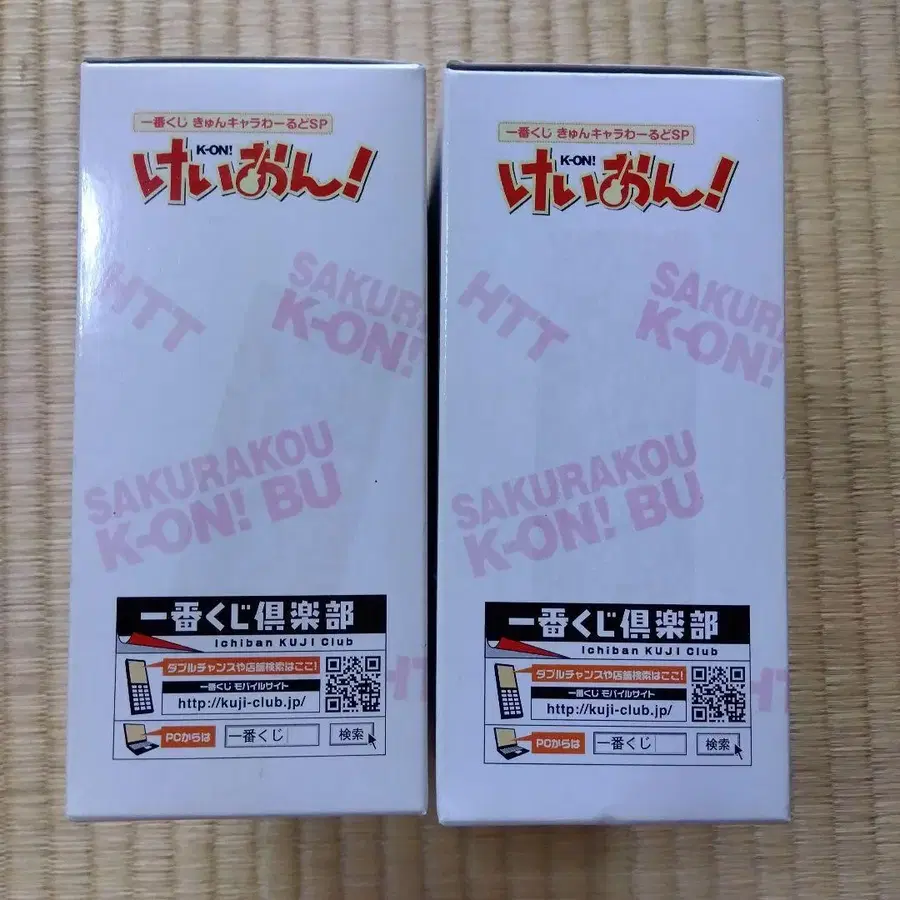 一番くじ きゅんキャラわーるどSP
K-ON!
けいおん!
HTT
SAKURA
K-ON!
SAKURAKOU
K-ON! BU
HT
一番くじ倶楽部
Ichiban KUJI Club
ダブルチャンスや店舗検索はここ!
一番くじ モバイルサイト
http://kuji-club.jp/
PCからは 一番くじ 検索
一番くじ きゅんキャラわーるどSP
K-ON!
けいおん!
HTT
SAKURA
K-ON!
SAKURAKOU
K-ON! BU
HT
一番くじ倶楽部
Ichiban KUJI Club
ダブルチャンスや店舗検索はここ!
一番くじ モバイルサイト
http://kuji-club.jp/
PCからは 一番くじ 検索